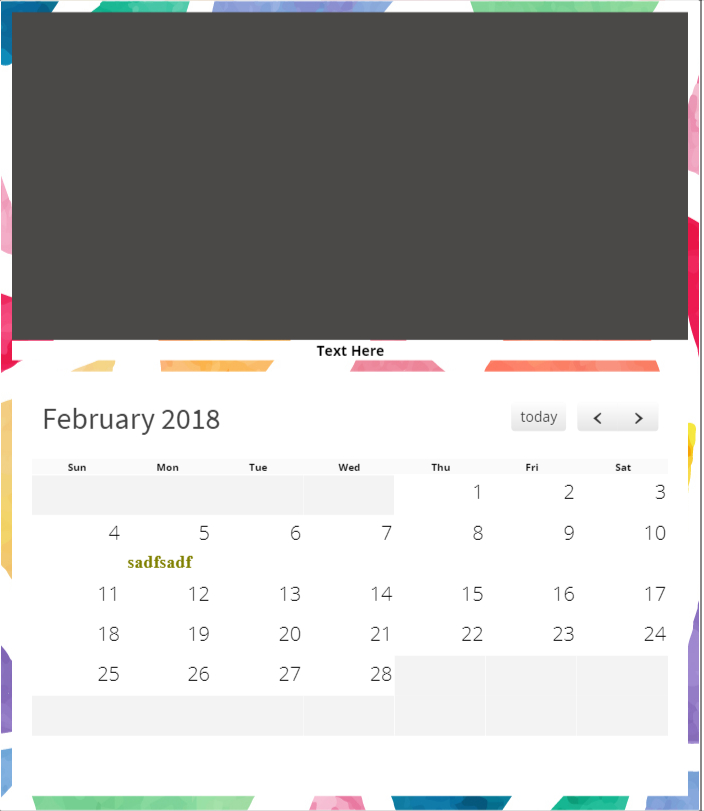 Text Here
February 2018 today
Sun Mon Tue Wed Thu Fri Sat
1 2 3
4 5 6 7 8 9 10
sadfsadf
11 12 13 14 15 16 17
18 19 20 21 22 23 24
25 26 27 28